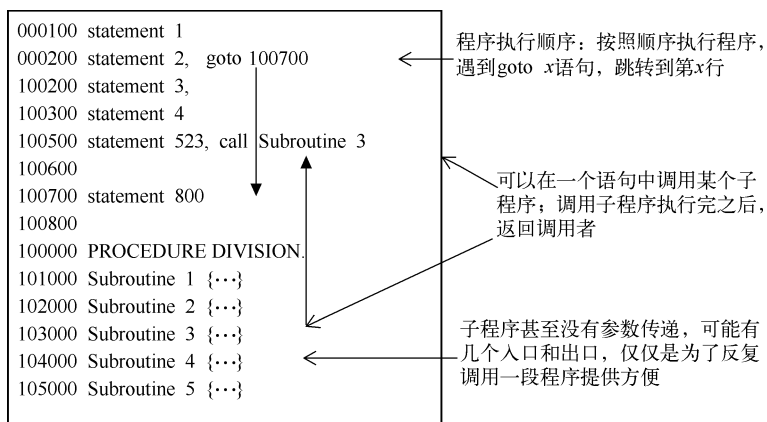 000100 statement 1
000200 statement 2, goto 100700
100200 statement 3,
100300 statement 4
100500 statement 523, call Subroutine 3
100600
100700 statement 800
100800
100000 PROCEDURE DIVISION.
101000 Subroutine 1 {⋯}
102000 Subroutine 2 {⋯}
103000 Subroutine 3 {⋯}
104000 Subroutine 4 {⋯}
105000 Subroutine 5 {⋯}
程序执行顺序：按照顺序执行程序，
遇到goto x语句，跳转到第x行
可以在一个语句中调用某个子
程序；调用子程序执行完之后，
返回调用者
子程序甚至没有参数传递，可能有
几个入口和出口，仅仅是为了反复
调用一段程序提供方便